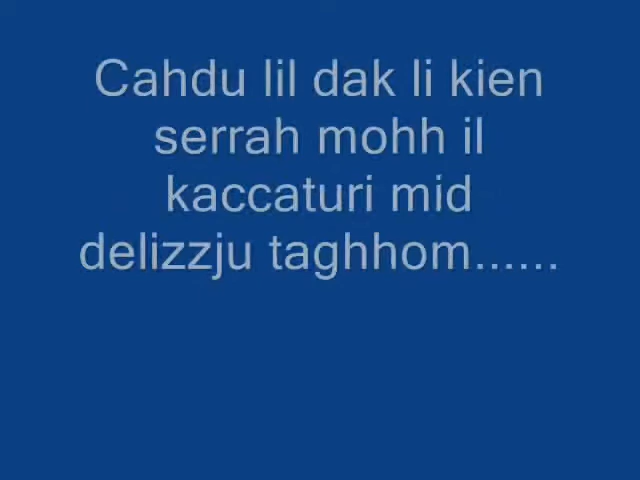 Cahdu lil dak li kien
serrah mohh il
kaccaturi mid
delizzju taghhom......